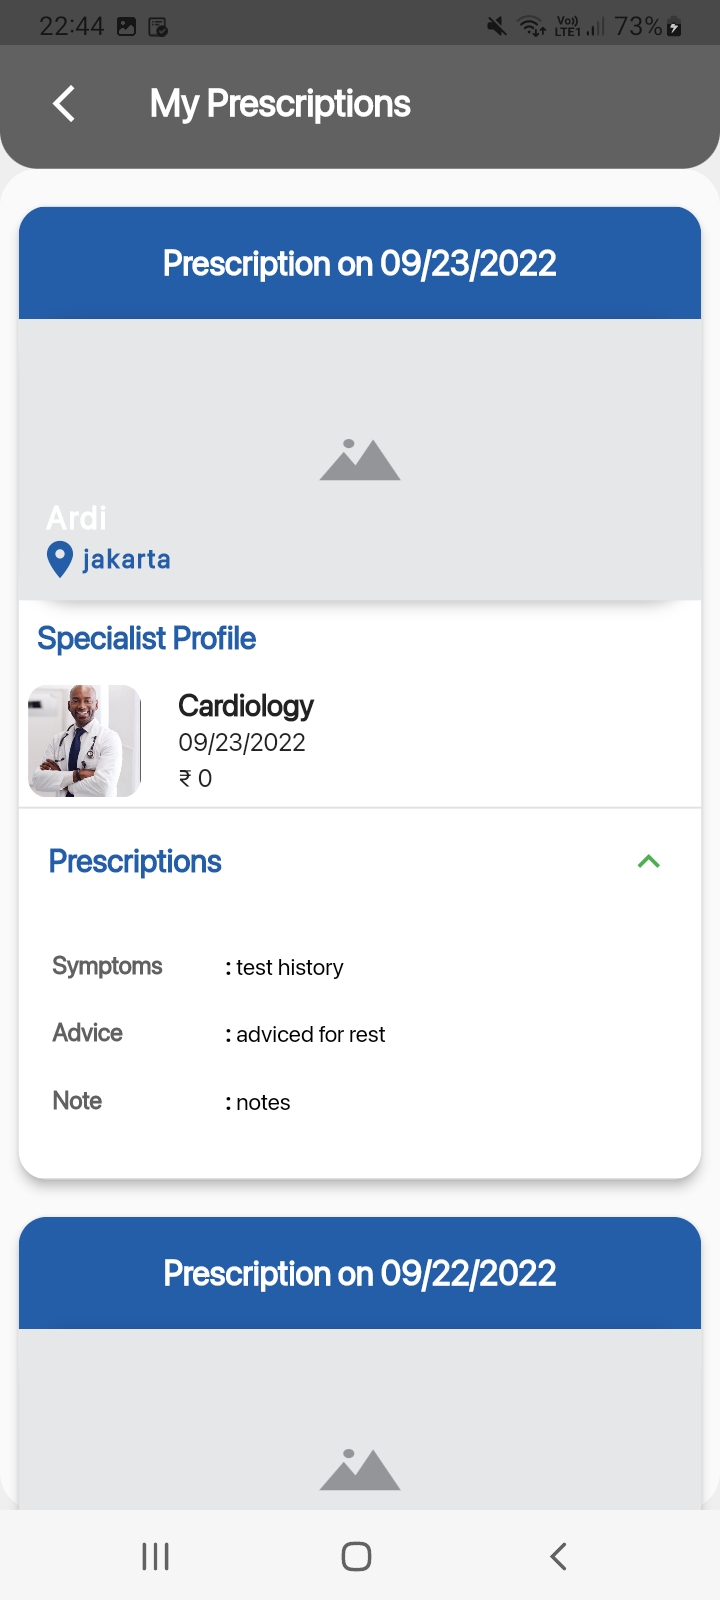 22:44 Vo)) LTE1 73%
My Prescriptions
Prescription on 09/23/2022
Ardi
jakarta
Specialist Profile
Cardiology
09/23/2022
₹ 0
Prescriptions
Symptoms : test history
Advice : adviced for rest
Note : notes
Prescription on 09/22/2022